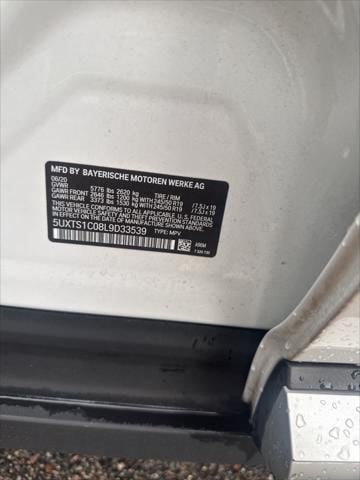 MFD BY BAYERISCHE MOTOREN WERKE AG
06/20
GVWR 5776 lbs 2620 kg TIRE / RIM
GAWR FRONT 2646 lbs 1200 kg WITH 245/50 R19 / 7.5J x 19
GAWR REAR 3373 lbs 1530 kg WITH 245/50 R19 / 7.5J x 19
THIS VEHICLE CONFORMS TO ALL APPLICABLE U.S. FEDERAL
MOTOR VEHICLE SAFETY STANDARDS IN EFFECT ON THE
DATE OF MANUFACTURE SHOWN ABOVE.
5UXTS1C08L9D33539 TYPE: MPV